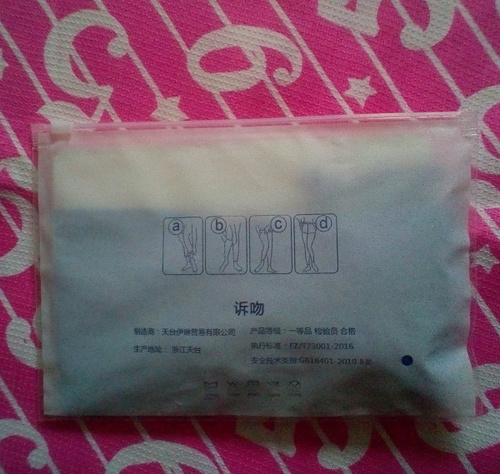 a b c d
诉吻
制造商：天台伊琳贸易有限公司 产品等级：一等品 检验员 合格
生产地址： 浙江天台 执行标准：FZ/T73001-2016
安全技术类别:GB18401-2010 B类